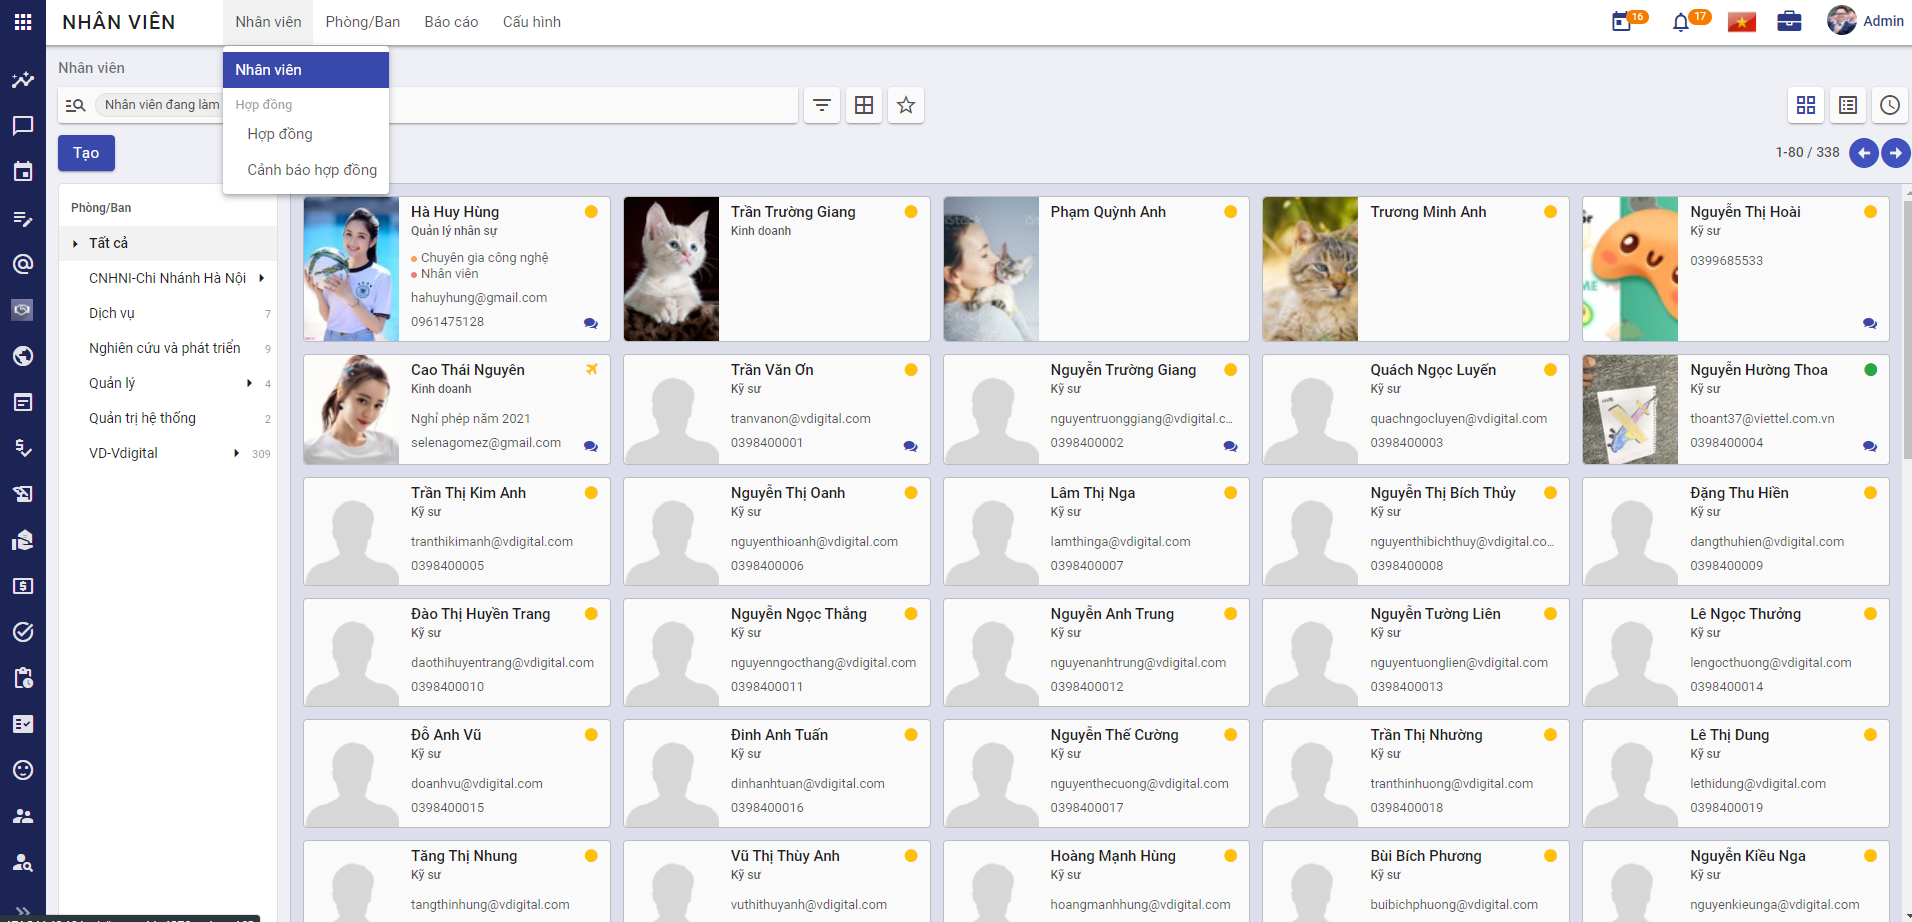 NHÂN VIÊN
Nhân viên
Phòng/Ban
Báo cáo
Cấu hình
16
17
Admin
Nhân viên
Nhân viên
Nhân viên đang làm
Hợp đồng
Hợp đồng
Cảnh báo hợp đồng
Tạo
1-80 / 338
Phòng/Ban
Tất cả
CNHNI-Chi Nhánh Hà Nội
Dịch vụ 7
Nghiên cứu và phát triển 9
Quản lý 4
Quản trị hệ thống 2
VD-Vdigital 309
Hà Huy Hùng
Quản lý nhân sự
Chuyên gia công nghệ
Nhân viên
hahuyhung@gmail.com
0961475128
Trần Trường Giang
Kinh doanh
Phạm Quỳnh Anh
Trương Minh Anh
Nguyễn Thị Hoài
Kỹ sư
0399685533
Cao Thái Nguyên
Kinh doanh
Nghỉ phép năm 2021
selenagomez@gmail.com
Trần Văn Ơn
Kỹ sư
tranvanon@vdigital.com
0398400001
Nguyễn Trường Giang
Kỹ sư
nguyentruonggiang@vdigital.c...
0398400002
Quách Ngọc Luyến
Kỹ sư
quachngocluyen@vdigital.com
0398400003
Nguyễn Hường Thoa
Kỹ sư
thoant37@viettel.com.vn
0398400004
Trần Thị Kim Anh
Kỹ sư
tranthikimanh@vdigital.com
0398400005
Nguyễn Thị Oanh
Kỹ sư
nguyenthioanh@vdigital.com
0398400006
Lâm Thị Nga
Kỹ sư
lamthinga@vdigital.com
0398400007
Nguyễn Thị Bích Thủy
Kỹ sư
nguyenthibichthuy@vdigital.co...
0398400008
Đặng Thu Hiền
Kỹ sư
dangthuhien@vdigital.com
0398400009
Đào Thị Huyền Trang
Kỹ sư
daothihuyentrang@vdigital.com
0398400010
Nguyễn Ngọc Thắng
Kỹ sư
nguyenngocthang@vdigital.com
0398400011
Nguyễn Anh Trung
Kỹ sư
nguyenanhtrung@vdigital.com
0398400012
Nguyễn Tường Liên
Kỹ sư
nguyentuonglien@vdigital.com
0398400013
Lê Ngọc Thưởng
Kỹ sư
lengocthuong@vdigital.com
0398400014
Đỗ Anh Vũ
Kỹ sư
doanhvu@vdigital.com
0398400015
Đinh Anh Tuấn
Kỹ sư
dinhanhtuan@vdigital.com
0398400016
Nguyễn Thế Cường
Kỹ sư
nguyenthecuong@vdigital.com
0398400017
Trần Thị Nhường
Kỹ sư
tranthinhuong@vdigital.com
0398400018
Lê Thị Dung
Kỹ sư
lethidung@vdigital.com
0398400019
Tăng Thị Nhung
Kỹ sư
tangthinhung@vdigital.com
Vũ Thị Thùy Anh
Kỹ sư
vuthithuyanh@vdigital.com
Hoàng Mạnh Hùng
Kỹ sư
hoangmanhhung@vdigital.com
Bùi Bích Phương
Kỹ sư
buibichphuong@vdigital.com
Nguyễn Kiều Nga
Kỹ sư
nguyenkieunga@vdigital.com